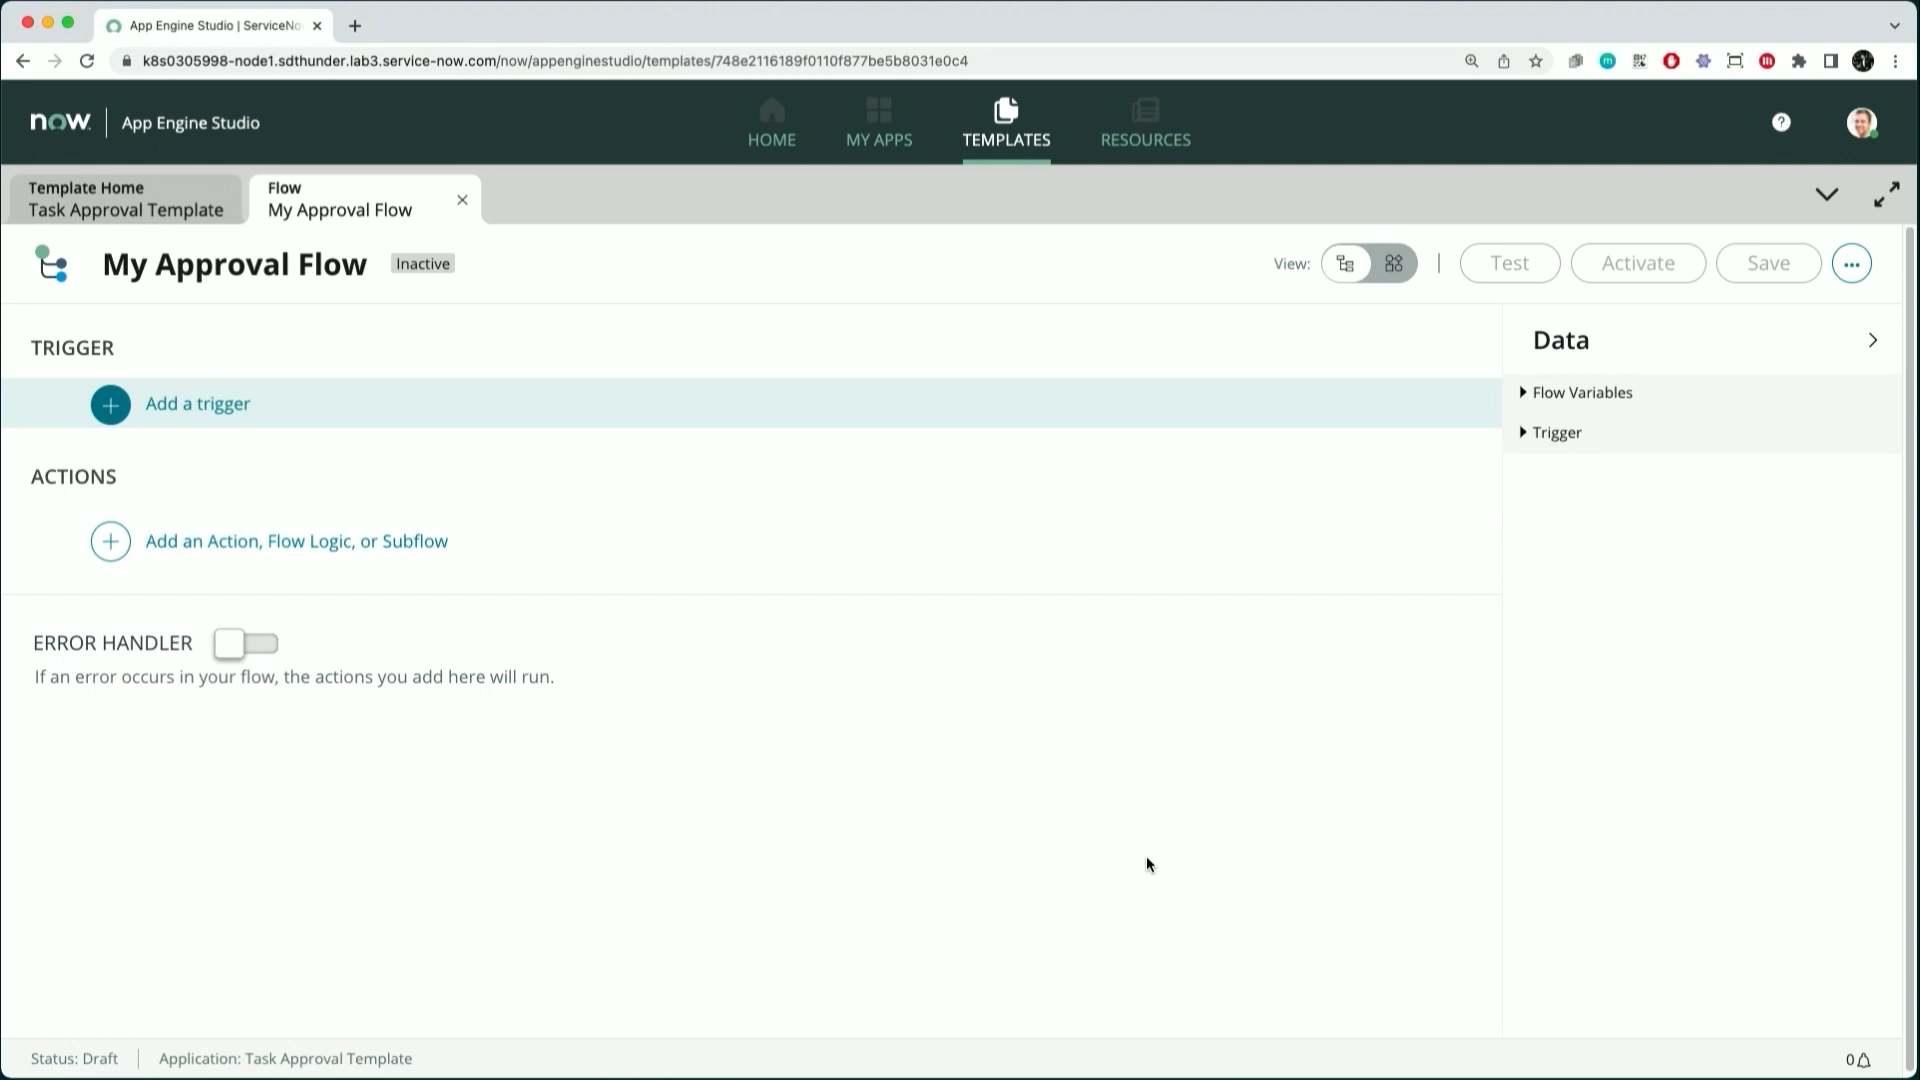 App Engine Studio | ServiceNo
k8s0305998-node1.sdthunder.lab3.service-now.com/now/appenginestudio/templates/748e2116189f0110f877be5b8031e0c4
now. App Engine Studio
HOME
MY APPS
TEMPLATES
RESOURCES
Template Home
Task Approval Template
Flow
My Approval Flow
My Approval Flow Inactive
View:
Test
Activate
Save
TRIGGER
Add a trigger
ACTIONS
Add an Action, Flow Logic, or Subflow
ERROR HANDLER
If an error occurs in your flow, the actions you add here will run.
Data
Flow Variables
Trigger
Status: Draft
Application: Task Approval Template
0